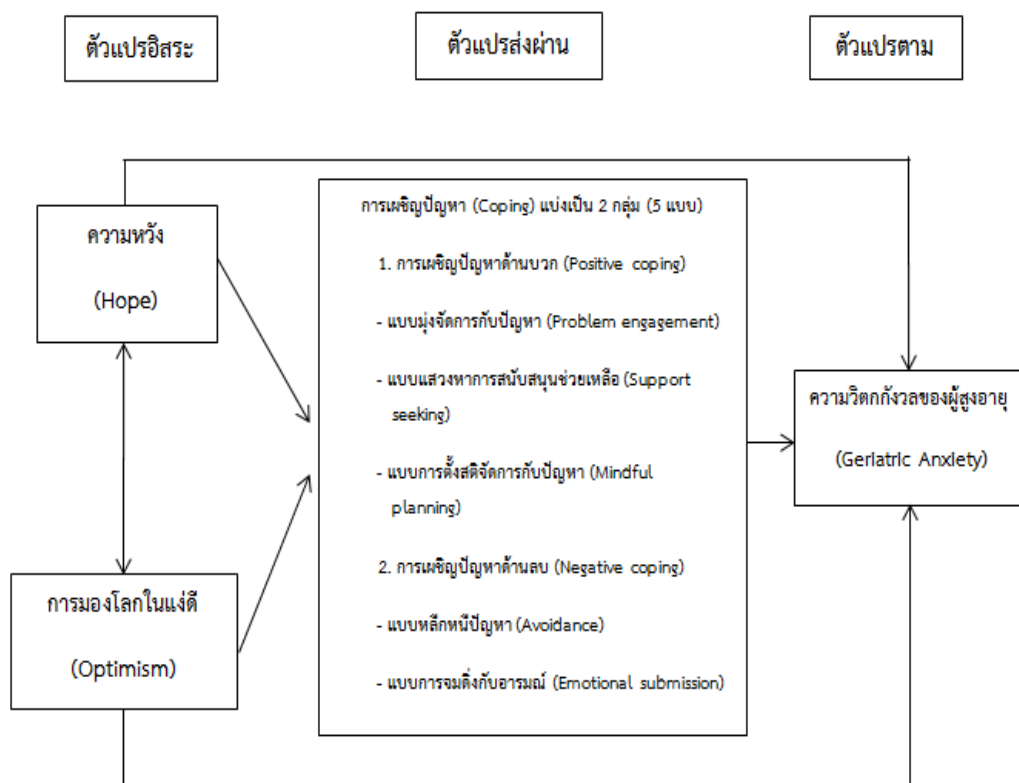 ตัวแปรอิสระ
ตัวแปรส่งผ่าน
ตัวแปรตาม
ความหวัง
(Hope)
การมองโลกในแง่ดี
(Optimism)
การเผชิญปัญหา (Coping) แบ่งเป็น 2 กลุ่ม (5 แบบ)
1. การเผชิญปัญหาด้านบวก (Positive coping)
- แบบมุ่งจัดการกับปัญหา (Problem engagement)
- แบบแสวงหาการสนับสนุนช่วยเหลือ (Support
seeking)
- แบบการตั้งสติจัดการกับปัญหา (Mindful
planning)
2. การเผชิญปัญหาด้านลบ (Negative coping)
- แบบหลีกหนีปัญหา (Avoidance)
- แบบการจมดิ่งกับอารมณ์ (Emotional submission)
ความวิตกกังวลของผู้สูงอายุ
(Geriatric Anxiety)